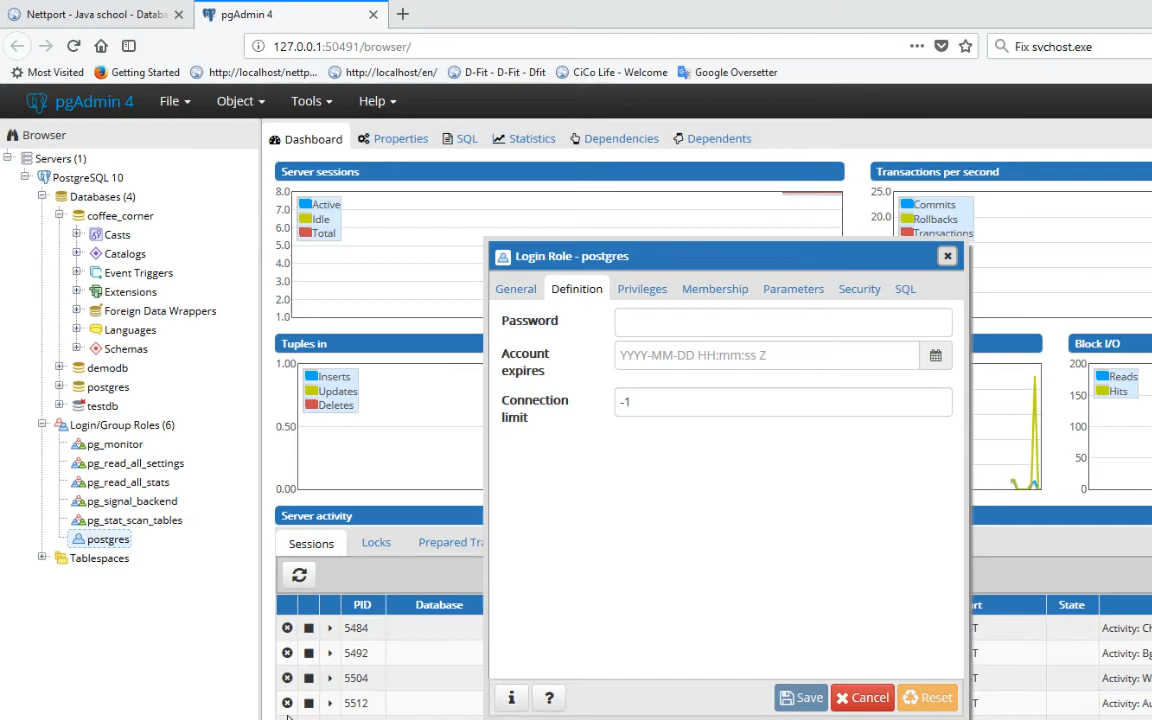 Nettport - Java school - Databa
pgAdmin 4
127.0.0.1:50491/browser/
Fix svchost.exe
Most Visited
Getting Started
http://localhost/nettp...
http://localhost/en/
D-Fit - D-Fit - Dfit
CiCo Life - Welcome
Google Oversetter
pgAdmin 4
File
Object
Tools
Help
Browser
Dashboard
Properties
SQL
Statistics
Dependencies
Dependents
Servers (1)
PostgreSQL 10
Databases (4)
coffee_corner
Casts
Catalogs
Event Triggers
Extensions
Foreign Data Wrappers
Languages
Schemas
demodb
postgres
testdb
Login/Group Roles (6)
pg_monitor
pg_read_all_settings
pg_read_all_stats
pg_signal_backend
pg_stat_scan_tables
postgres
Tablespaces
Server sessions
8.0
7.0
6.0
5.0
4.0
3.0
2.0
1.0
Active
Idle
Total
Transactions per second
25.0
20.0
Commits
Rollbacks
Transactions
Tuples in
1.00
0.50
0.00
Inserts
Updates
Deletes
Block I/O
200
150
100
50
0
Reads
Hits
Server activity
Sessions
Locks
Prepared Tra
PID
Database
rt
State
5484
T
Activity: Ch
5492
T
Activity: Bg
5504
T
Activity: W
5512
T
Activity: Au
Login Role - postgres
General
Definition
Privileges
Membership
Parameters
Security
SQL
Password
Account
expires
YYYY-MM-DD HH:mm:ss Z
Connection
limit
-1
i
?
Save
Cancel
Reset